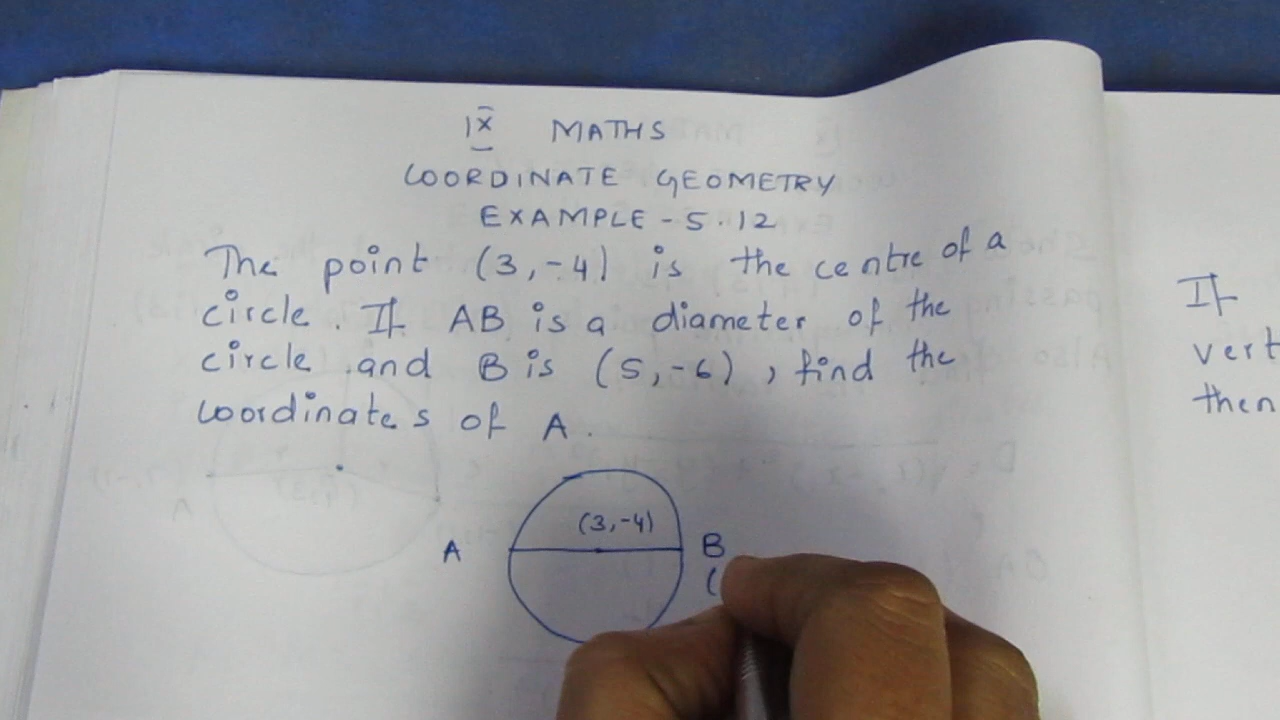 IX MATHS
COORDINATE GEOMETRY
EXAMPLE - 5.12
The point (3,-4) is the centre of a
circle. If AB is a diameter of the
circle and B is (5,-6), find the
coordinates of A.
(3,-4)
A B
(
If
vert
then